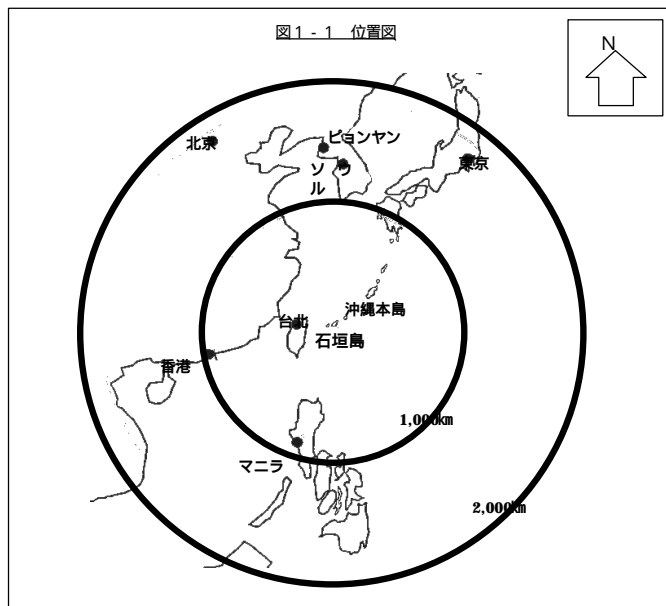 図1-1 位置図
N
北京
ピョンヤン
ソウル
東京
沖縄本島
台北
石垣島
香港
1,000km
マニラ
2,000km